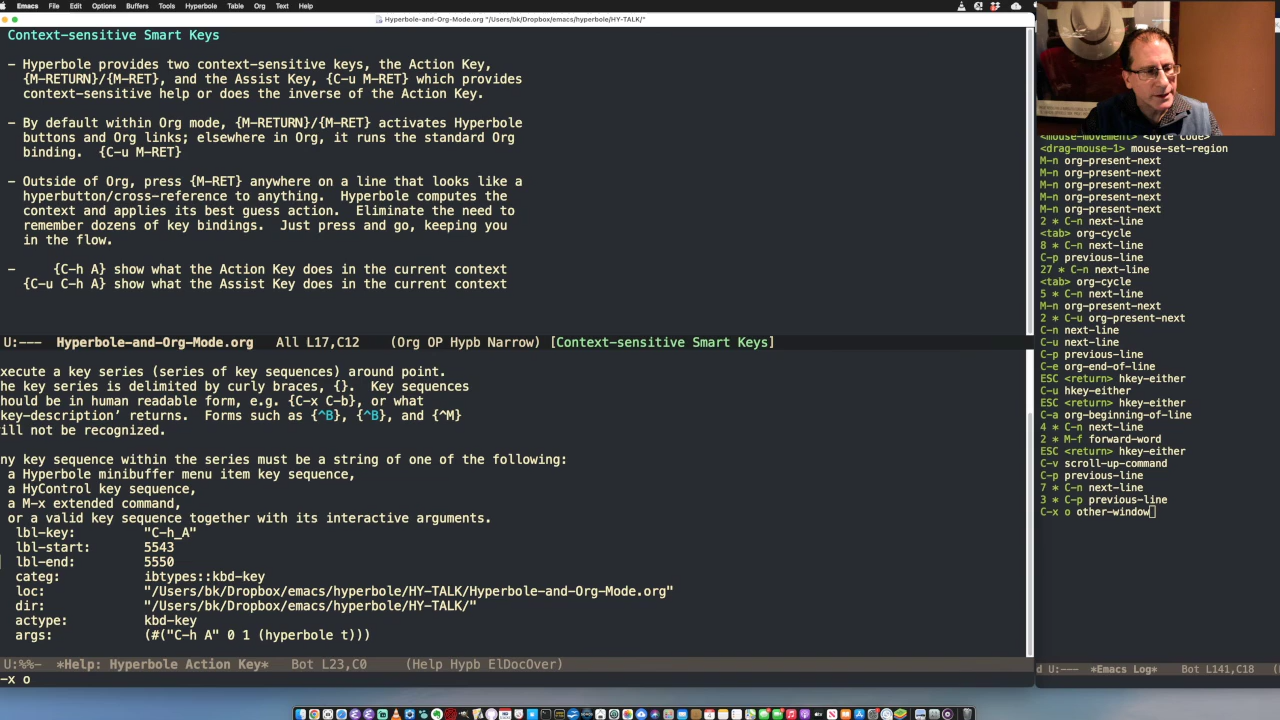 Emacs File Edit Options Buffers Tools Hyperbole Table Org Text Help
Hyperbole-and-Org-Mode.org "/Users/bk/Dropbox/emacs/hyperbole/HY-TALK/"
Context-sensitive Smart Keys
- Hyperbole provides two context-sensitive keys, the Action Key,
{M-RETURN}/{M-RET}, and the Assist Key, {C-u M-RET} which provides
context-sensitive help or does the inverse of the Action Key.
- By default within Org mode, {M-RETURN}/{M-RET} activates Hyperbole
buttons and Org links; elsewhere in Org, it runs the standard Org
binding.  {C-u M-RET}
- Outside of Org, press {M-RET} anywhere on a line that looks like a
hyperbutton/cross-reference to anything.  Hyperbole computes the
context and applies its best guess action.  Eliminate the need to
remember dozens of key bindings.  Just press and go, keeping you
in the flow.
-     {C-h A} show what the Action Key does in the current context
{C-u C-h A} show what the Assist Key does in the current context
U:---  Hyperbole-and-Org-Mode.org   All L17,C12    (Org OP Hypb Narrow) [Context-sensitive Smart Keys]
xecute a key series (series of key sequences) around point.
he key series is delimited by curly braces, {}.  Key sequences
hould be in human readable form, e.g. {C-x C-b}, or what
key-description’ returns.  Forms such as {^B}, {^B}, and {^M}
ill not be recognized.
ny key sequence within the series must be a string of one of the following:
a Hyperbole minibuffer menu item key sequence,
a HyControl key sequence,
a M-x extended command,
or a valid key sequence together with its interactive arguments.
lbl-key:         "C-h_A"
lbl-start:       5543
lbl-end:         5550
categ:           ibtypes::kbd-key
loc:             "/Users/bk/Dropbox/emacs/hyperbole/HY-TALK/Hyperbole-and-Org-Mode.org"
dir:             "/Users/bk/Dropbox/emacs/hyperbole/HY-TALK/"
actype:          kbd-key
args:            (#("C-h A" 0 1 (hyperbole t)))
U:%%-  *Help: Hyperbole Action Key*   Bot L23,C0     (Help Hypb ElDocOver)
-x o
<mouse-movement> <byte code>
<drag-mouse-1> mouse-set-region
M-n org-present-next
M-n org-present-next
M-n org-present-next
M-n org-present-next
M-n org-present-next
2 * C-n next-line
<tab> org-cycle
8 * C-n next-line
C-p previous-line
27 * C-n next-line
<tab> org-cycle
5 * C-n next-line
M-n org-present-next
2 * C-u org-present-next
C-n next-line
C-u next-line
C-p previous-line
C-e org-end-of-line
ESC <return> hkey-either
C-u hkey-either
ESC <return> hkey-either
C-a org-beginning-of-line
4 * C-n next-line
2 * M-f forward-word
ESC <return> hkey-either
C-v scroll-up-command
C-p previous-line
7 * C-n next-line
3 * C-p previous-line
C-x o other-window
d U:---  *Emacs Log*    Bot L141,C18    (